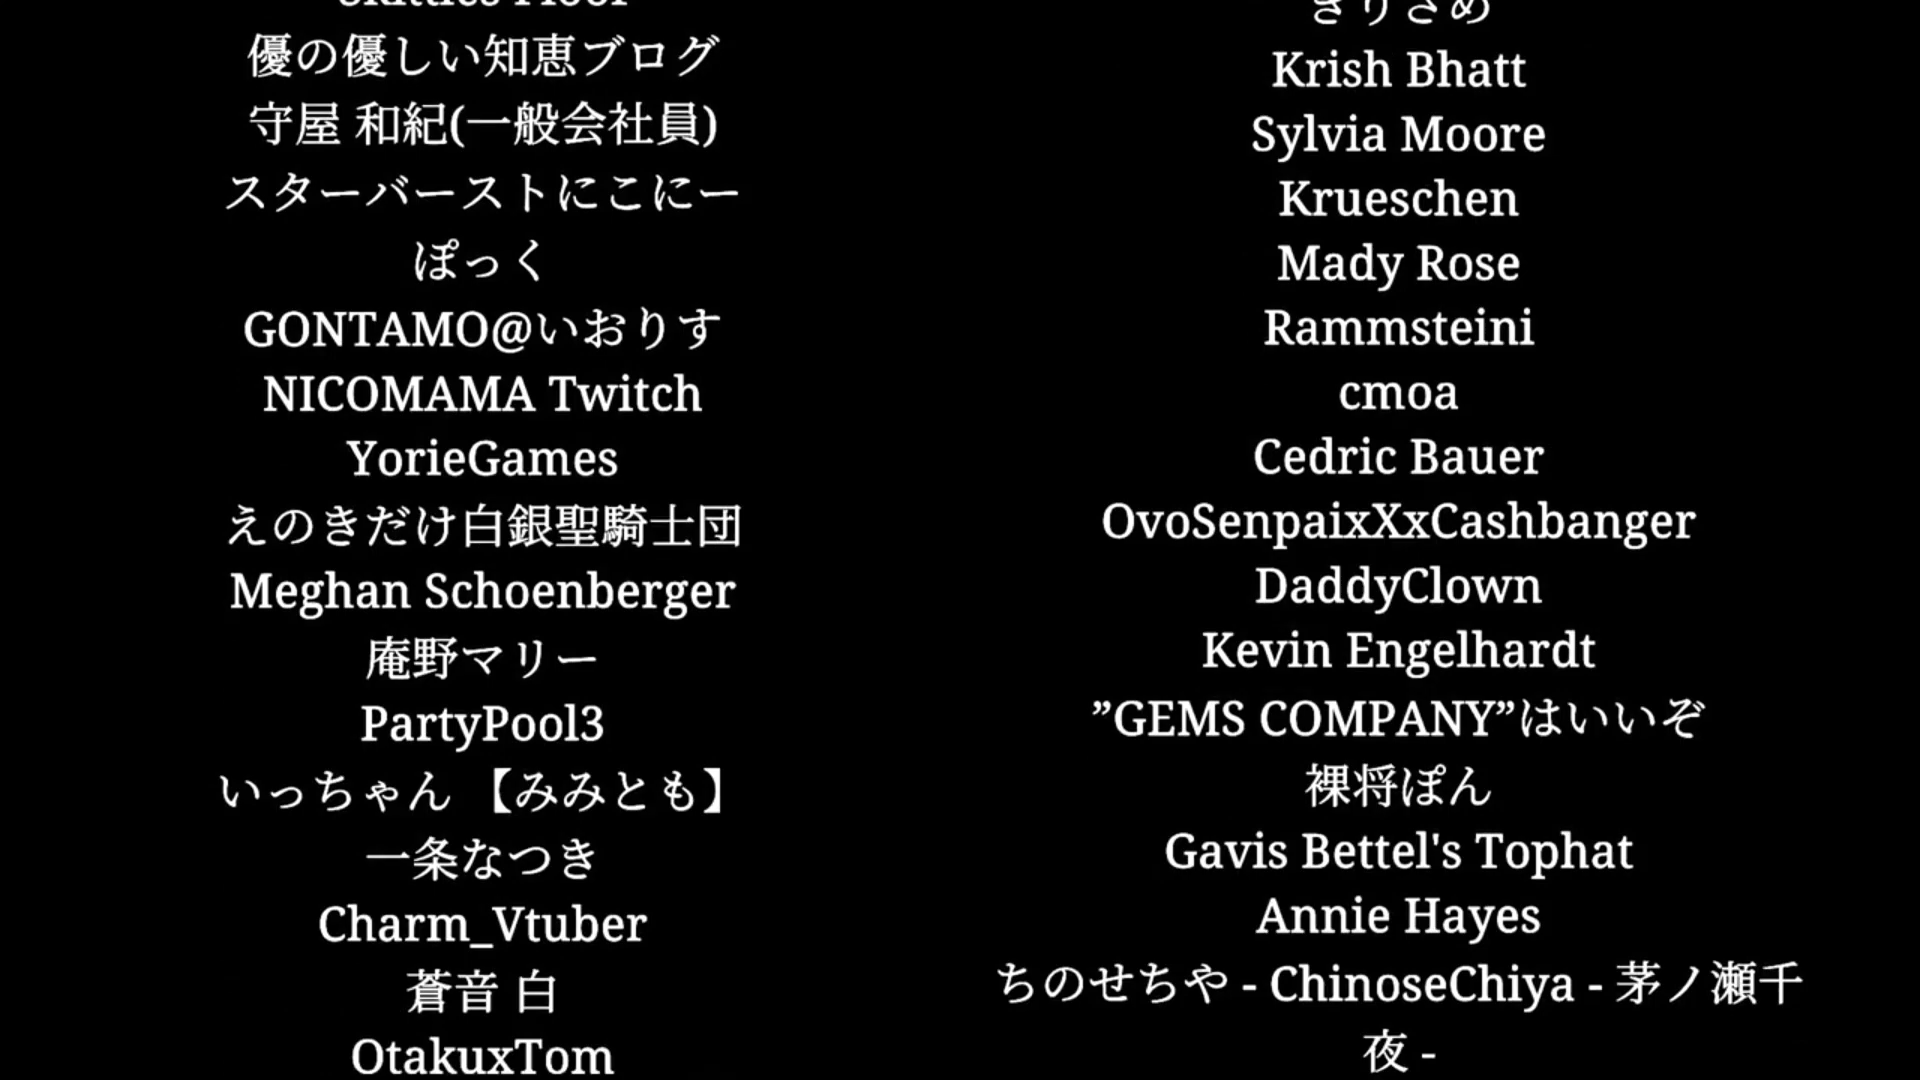 優の優しい知恵ブログ
守屋 和紀(一般会社員)
スターバーストにこにー
ぽっく
GONTAMO@いおりす
NICOMAMA Twitch
YorieGames
えのきだけ白銀聖騎士団
Meghan Schoenberger
庵野マリー
PartyPool3
いっちゃん 【みみとも】
一条なつき
Charm_Vtuber
蒼音 白
OtakuxTom
きりさめ
Krish Bhatt
Sylvia Moore
Krueschen
Mady Rose
Rammsteini
cmoa
Cedric Bauer
OvoSenpaixXxCashbanger
DaddyClown
Kevin Engelhardt
”GEMS COMPANY”はいいぞ
裸将ぽん
Gavis Bettel's Tophat
Annie Hayes
ちのせちや - ChinoseChiya - 茅ノ瀬千
夜 -